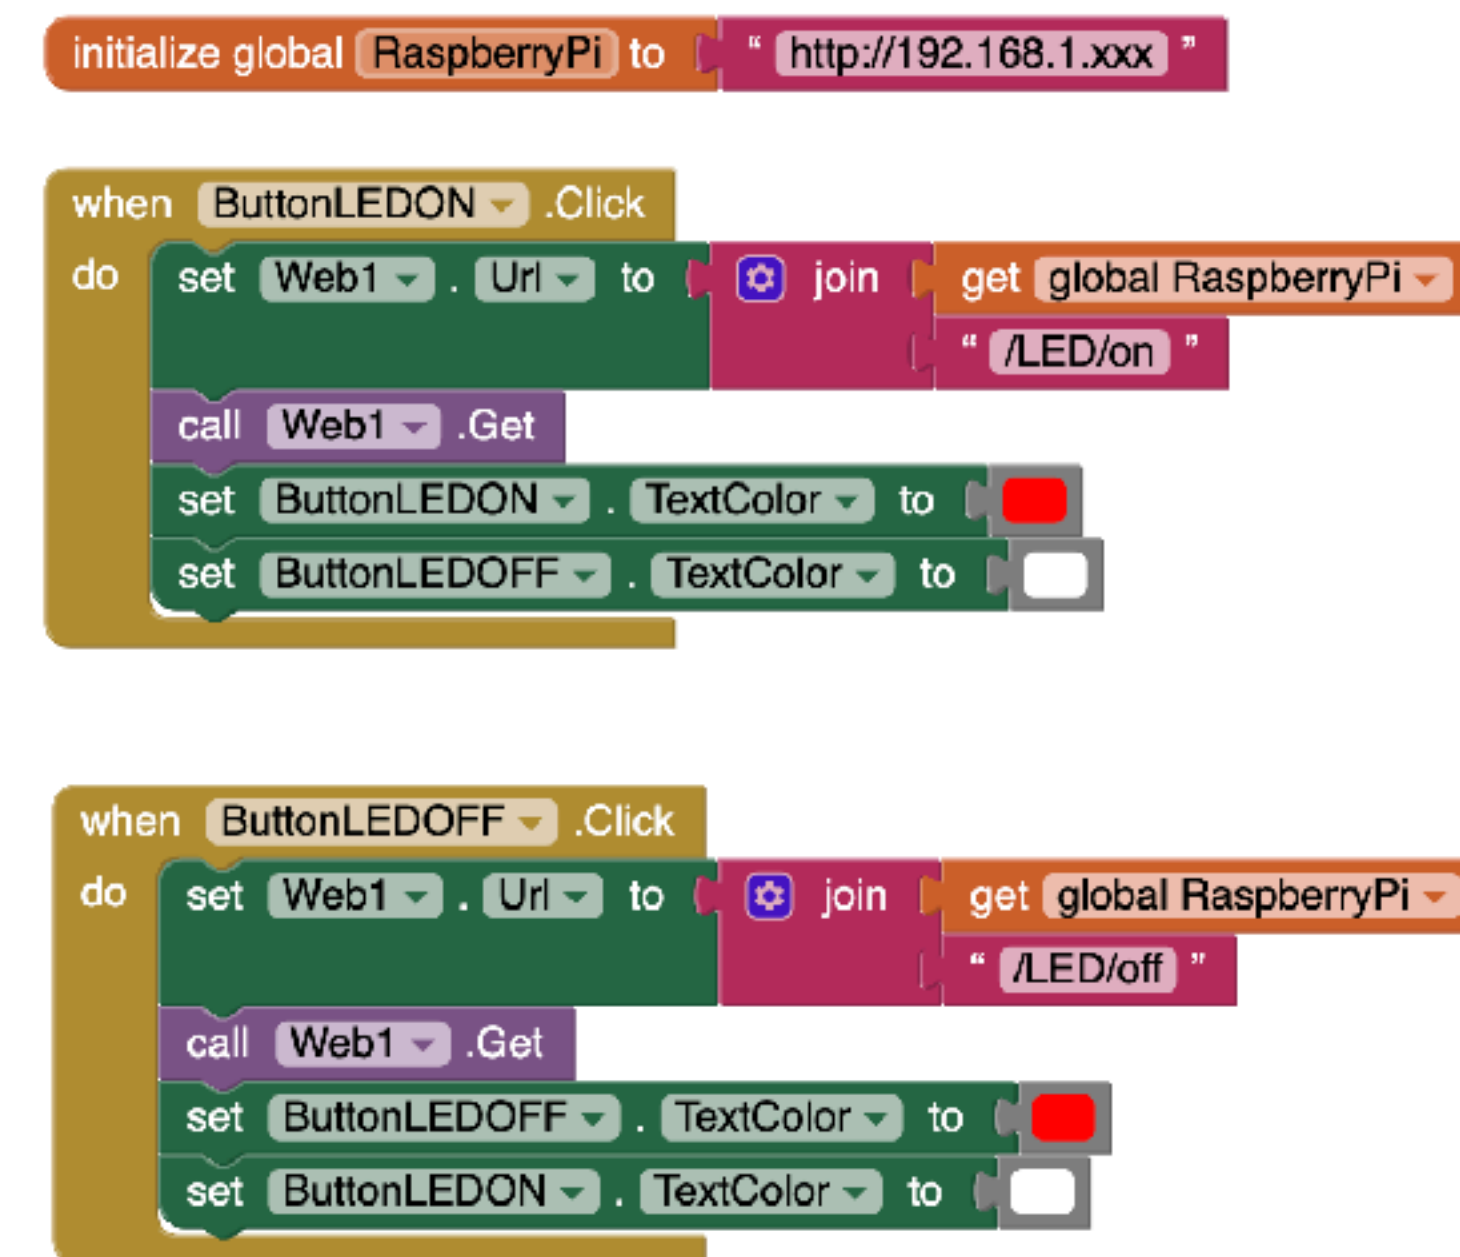 initialize global RaspberryPi to “ http://192.168.1.xxx ”
when ButtonLEDON .Click
do set Web1 . Url to join get global RaspberryPi
“ /LED/on ”
call Web1 .Get
set ButtonLEDON . TextColor to
set ButtonLEDOFF . TextColor to
when ButtonLEDOFF .Click
do set Web1 . Url to join get global RaspberryPi
“ /LED/off ”
call Web1 .Get
set ButtonLEDOFF . TextColor to
set ButtonLEDON . TextColor to